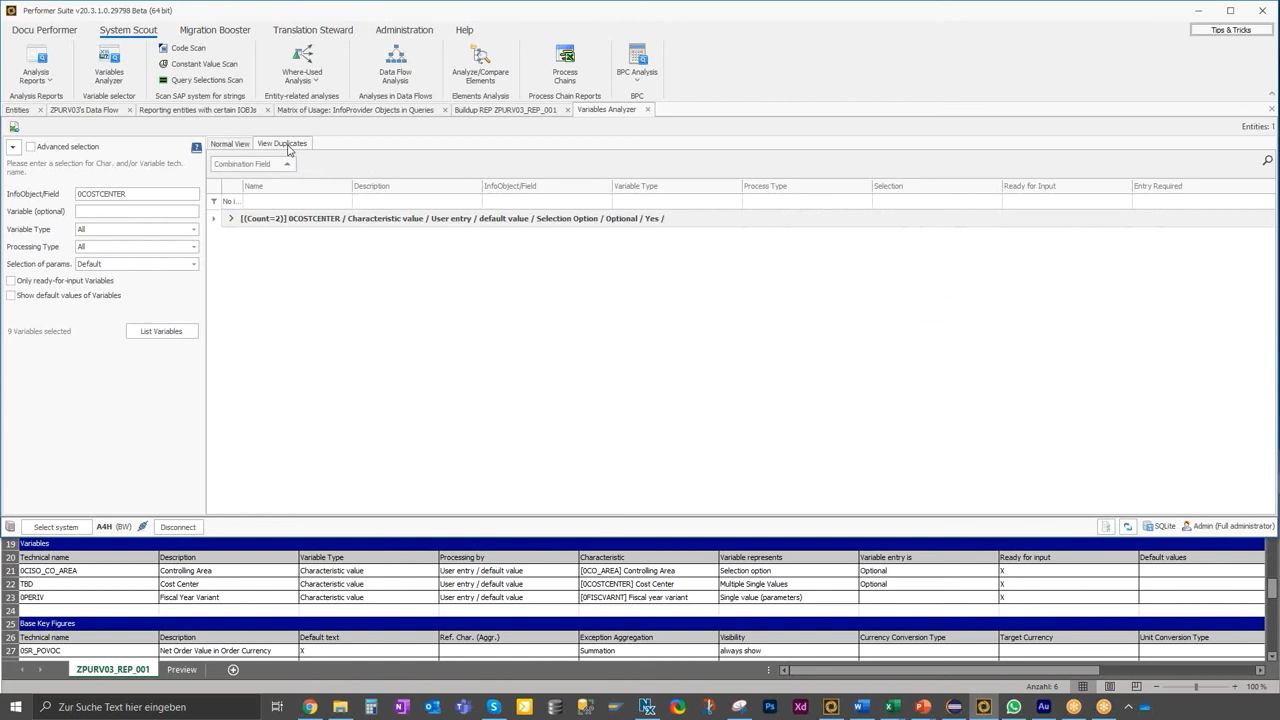 Performer Suite v20.3.1.0.29798 Beta (64 bit)
Docu Performer System Scout Migration Booster Translation Steward Administration Help Tips & Tricks
Analysis Reports
Variables Analyzer
Code Scan
Constant Value Scan
Query Selections Scan
Where-Used Analysis
Data Flow Analysis
Analyze/Compare Elements
Process Chains
BPC Analysis
Analysis Reports Variable selector Scan SAP system for strings Entity-related analyses Analyses in Data Flows Elements Analysis Process Chain Reports BPC
Entities ZPURV03's Data Flow Reporting entities with certain IOBJs Matrix of Usage: InfoProvider Objects in Queries Buildup REP ZPURV03_REP_001 Variables Analyzer
Entities: 1
Advanced selection
Please enter a selection for Char. and/or Variable tech. name.
InfoObject/Field 0COSTCENTER
Variable (optional)
Variable Type All
Processing Type All
Selection of params. Default
Only ready-for-input Variables
Show default values of Variables
9 Variables selected List Variables
Normal View View Duplicates
Combination Field
Name Description InfoObject/Field Variable Type Process Type Selection Ready for Input Entry Required
No i...
[(Count=2)] 0COSTCENTER / Characteristic value / User entry / default value / Selection Option / Optional / Yes /
Select system A4H (BW) Disconnect SQLite Admin (Full administrator)
19 Variables
20 Technical name Description Variable Type Processing by Characteristic Variable represents Variable entry is Ready for input Default values
21 0CISO_CO_AREA Controlling Area Characteristic value User entry / default value [0CO_AREA] Controlling Area Selection option Optional X
22 TBD Cost Center Characteristic value User entry / default value [0COSTCENTER] Cost Center Multiple Single Values Optional X
23 0PERIV Fiscal Year Variant Characteristic value User entry / default value [0FISCVARNT] Fiscal year variant Single value (parameters) X
24
25 Base Key Figures
26 Technical name Description Default text Ref. Char. (Aggr.) Exception Aggregation Visibility Currency Conversion Type Target Currency Unit Conversion Type
27 0SR_POVOC Net Order Value in Order Currency X Summation always show
ZPURV03_REP_001 Preview
Anzahl: 6 100 %
Zur Suche Text hier eingeben